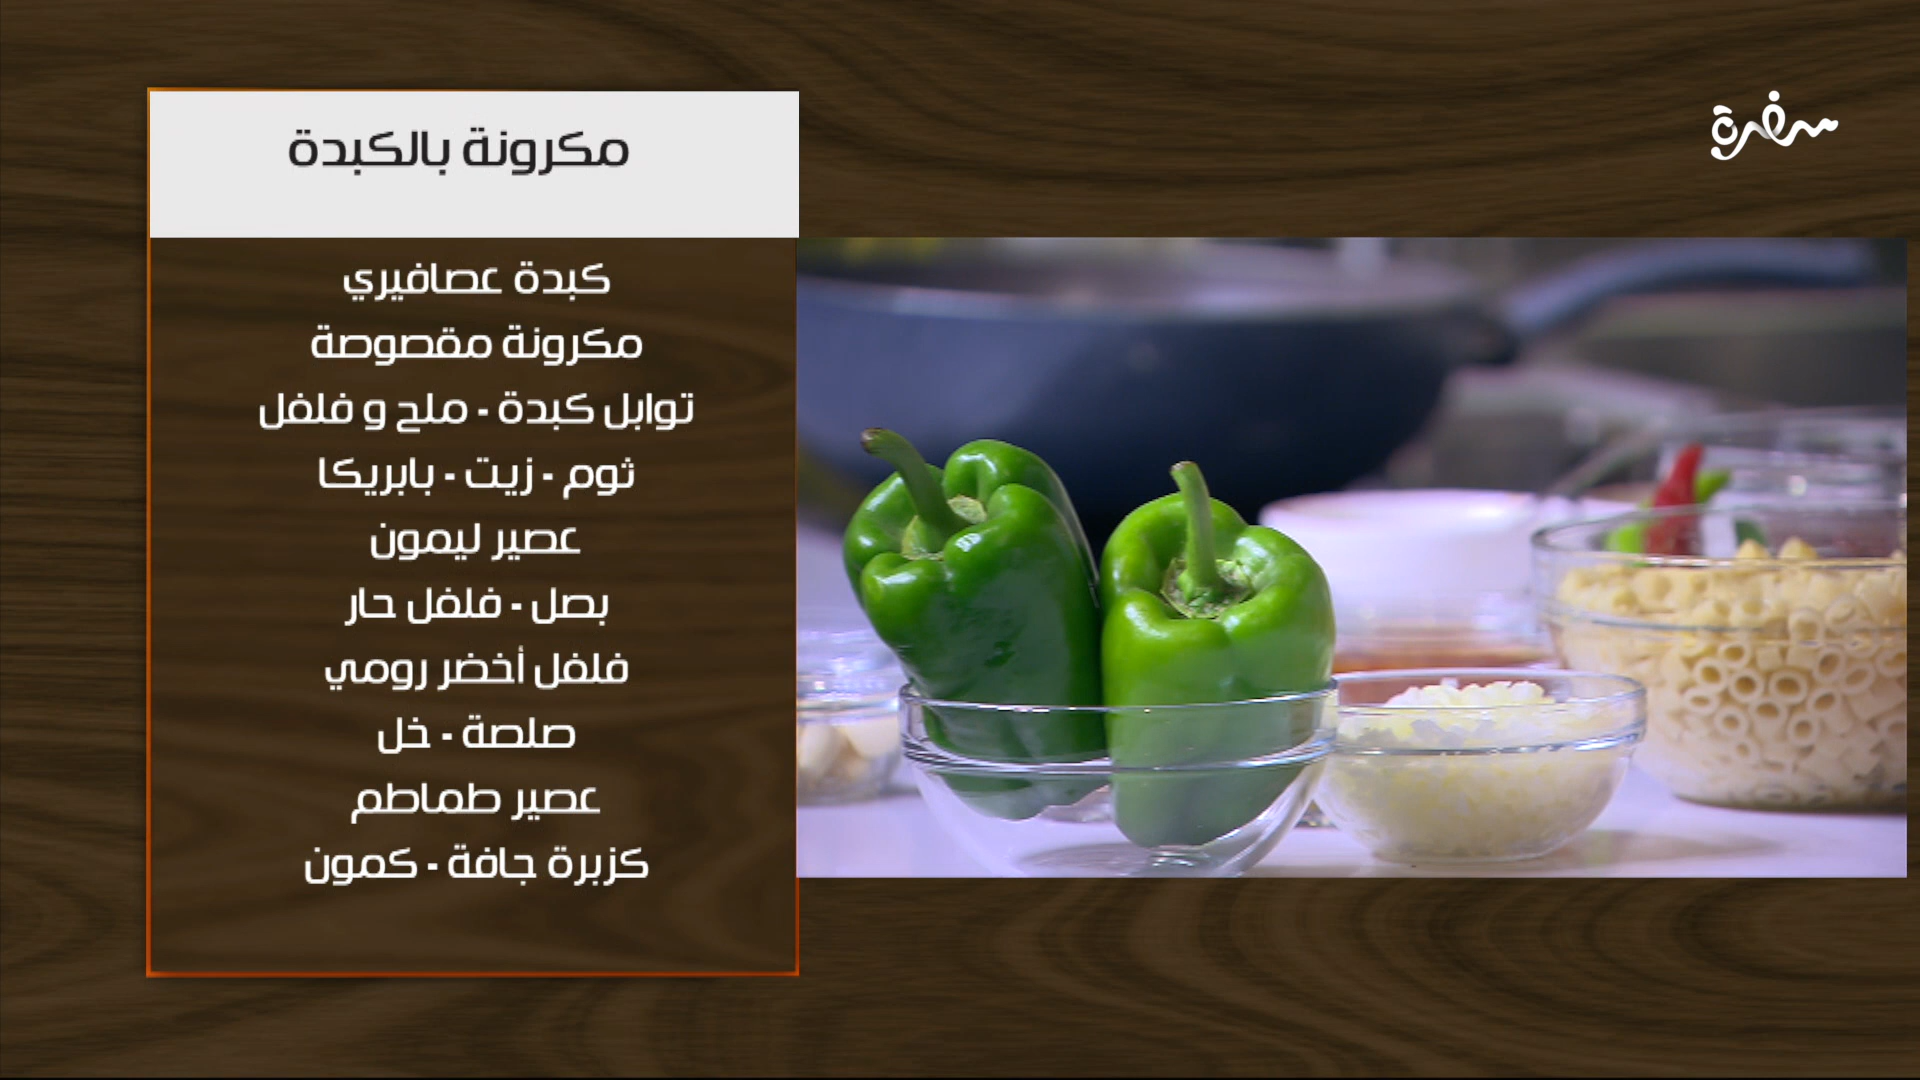 سفرة
مكرونة بالكبدة
كبدة عصافيري
مكرونة مقصوصة
توابل كبدة - ملح و فلفل
ثوم - زيت - بابريكا
عصير ليمون
بصل - فلفل حار
فلفل أخضر رومي
صلصة - خل
عصير طماطم
كزبرة جافة - كمون